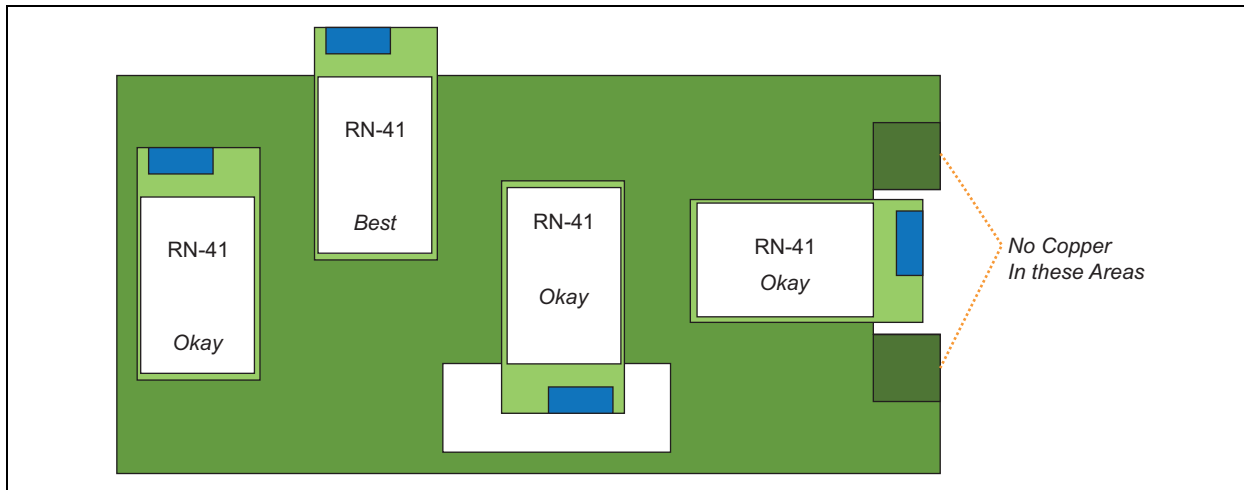 RN-41
Best
RN-41
Okay
RN-41
Okay
RN-41
Okay
No Copper
In these Areas